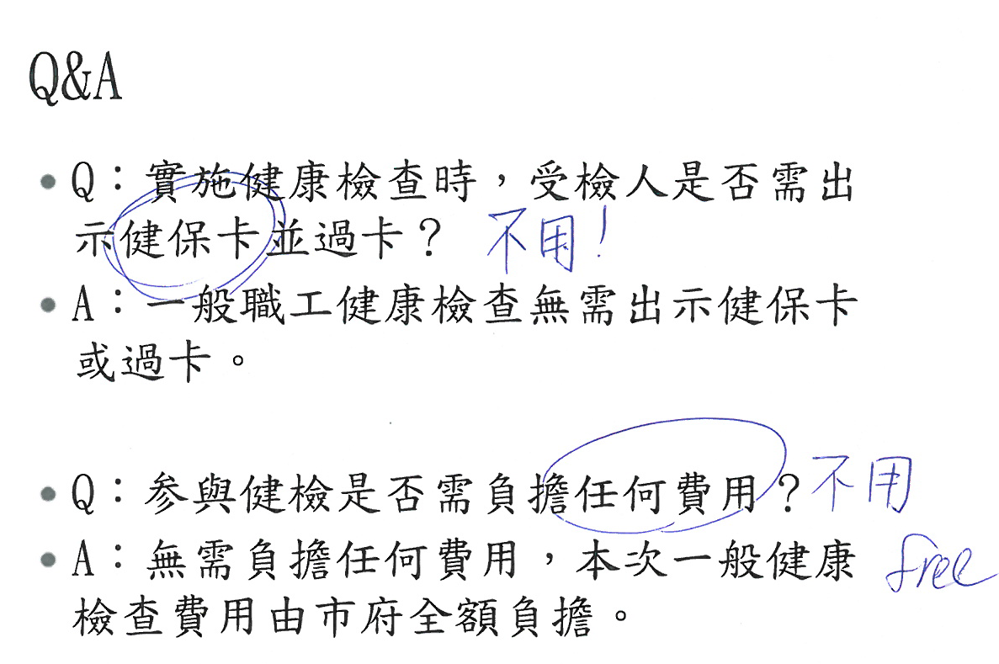 Q&A
• Q：實施健康檢查時，受檢人是否需出
示健保卡並過卡？ 不用！
• A：一般職工健康檢查無需出示健保卡
或過卡。
• Q：參與健檢是否需負擔任何費用？ 不用
• A：無需負擔任何費用，本次一般健康 free
檢查費用由市府全額負擔。